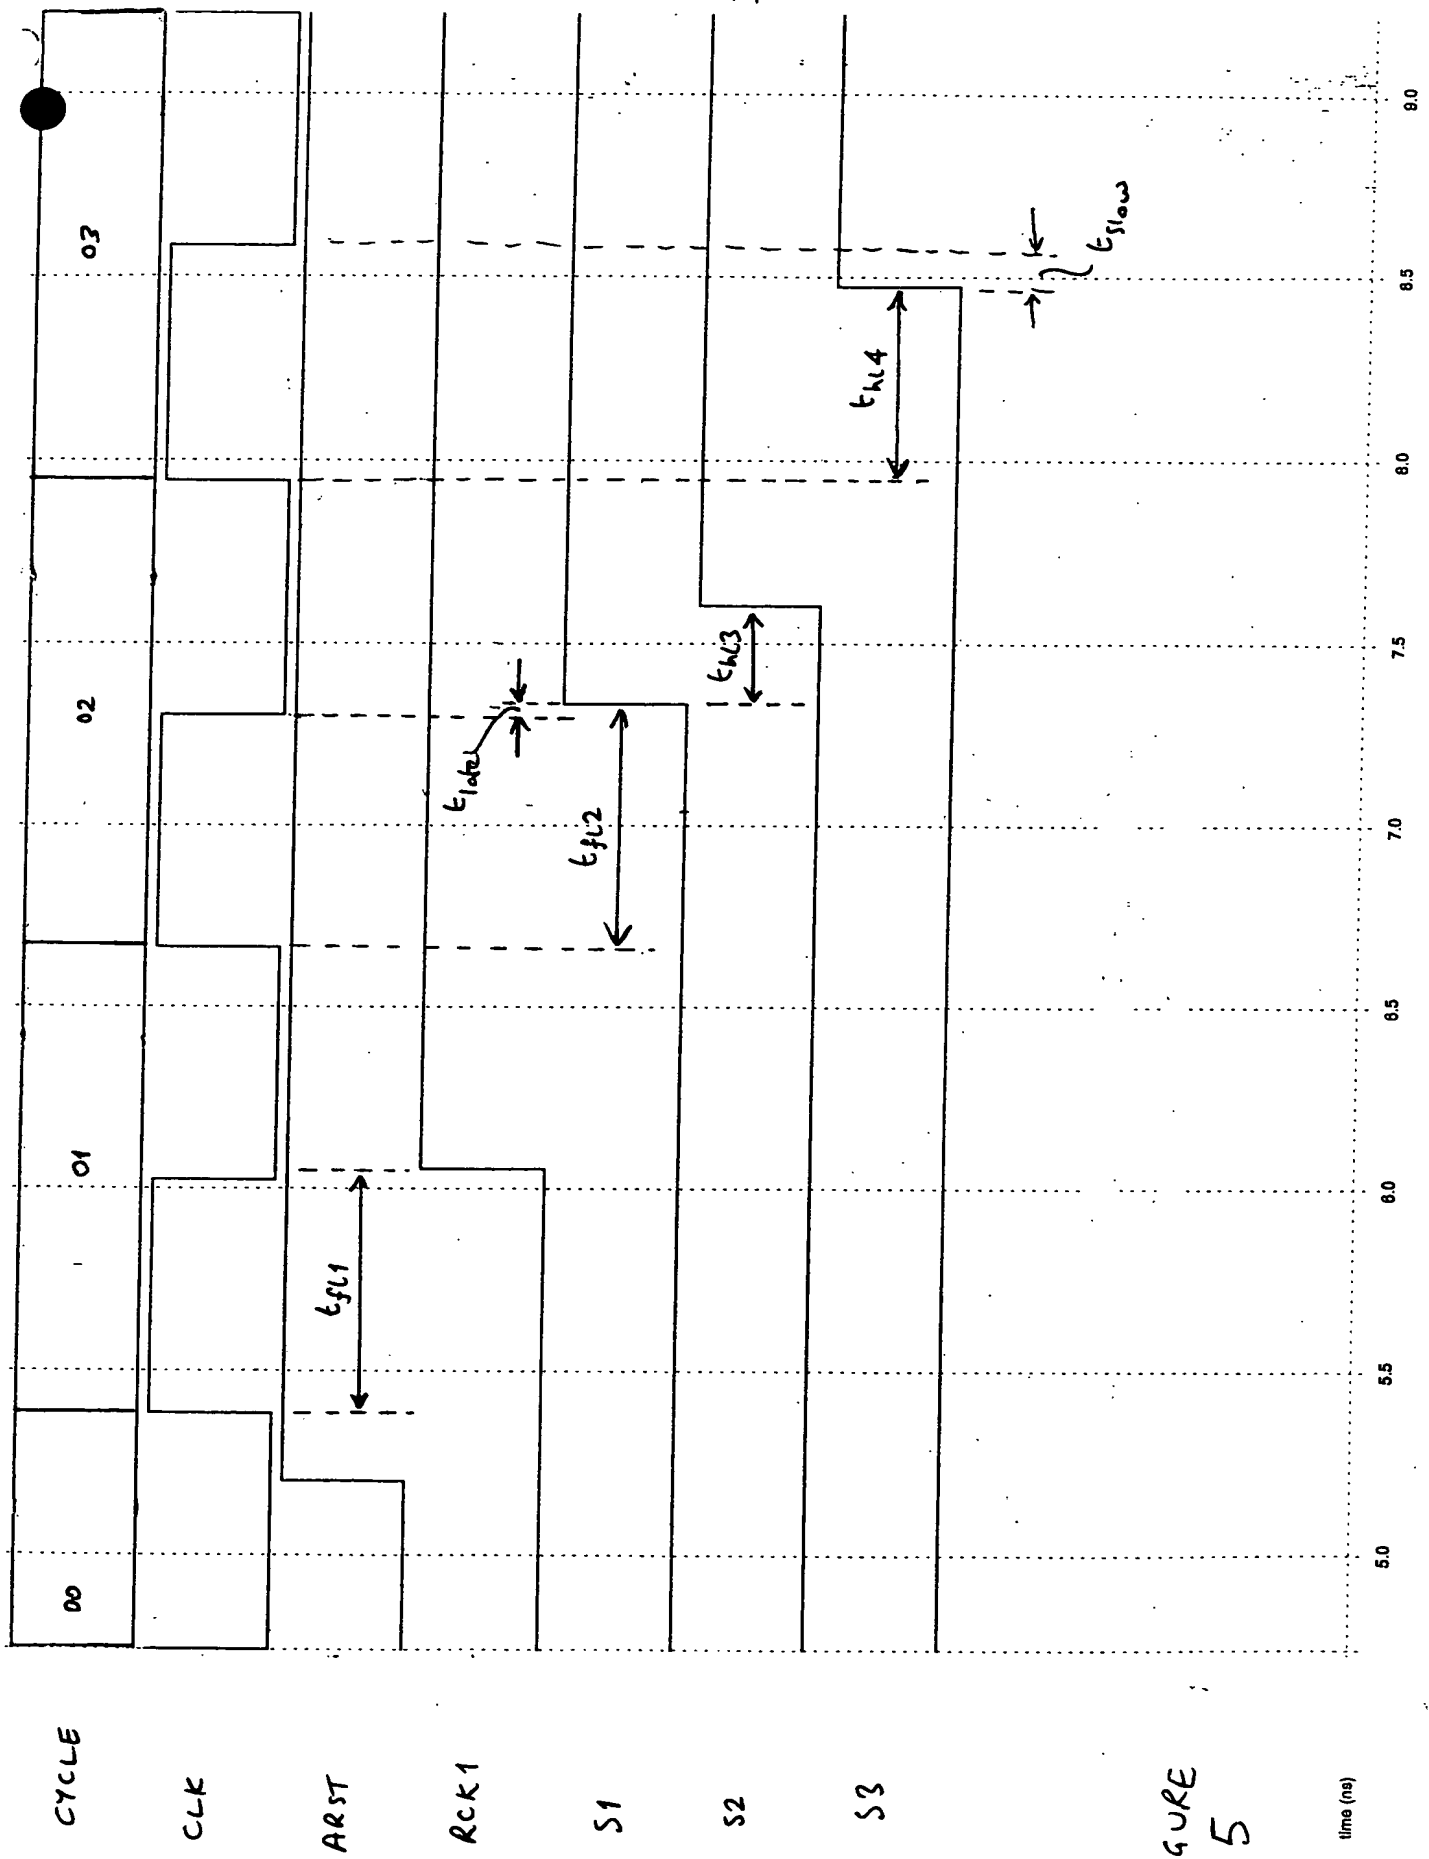 CYCLE
00
01
02
03
CLK
ARST
t_fL1
RCK1
t_late
S1
t_fL2
S2
t_hL3
S3
t_hL4
t_slow
GURE
5
time (ns)
5.0
5.5
6.0
6.5
7.0
7.5
8.0
8.5
9.0